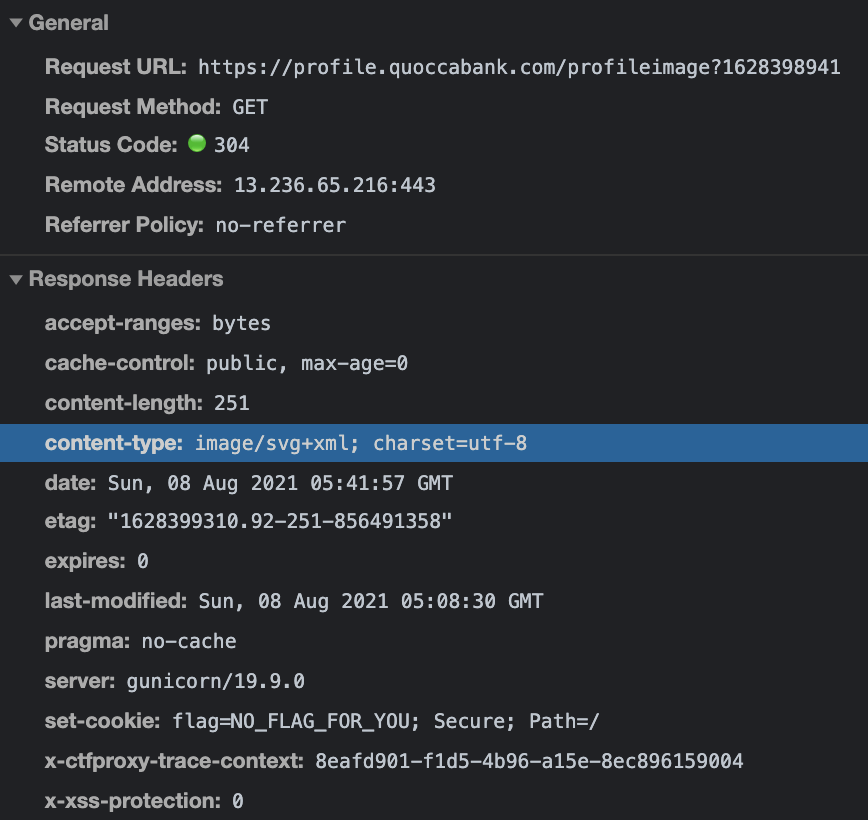 General
Request URL: https://profile.quoccabank.com/profileimage?1628398941
Request Method: GET
Status Code: 304
Remote Address: 13.236.65.216:443
Referrer Policy: no-referrer
Response Headers
accept-ranges: bytes
cache-control: public, max-age=0
content-length: 251
content-type: image/svg+xml; charset=utf-8
date: Sun, 08 Aug 2021 05:41:57 GMT
etag: "1628399310.92-251-856491358"
expires: 0
last-modified: Sun, 08 Aug 2021 05:08:30 GMT
pragma: no-cache
server: gunicorn/19.9.0
set-cookie: flag=NO_FLAG_FOR_YOU; Secure; Path=/
x-ctfproxy-trace-context: 8eafd901-f1d5-4b96-a15e-8ec896159004
x-xss-protection: 0